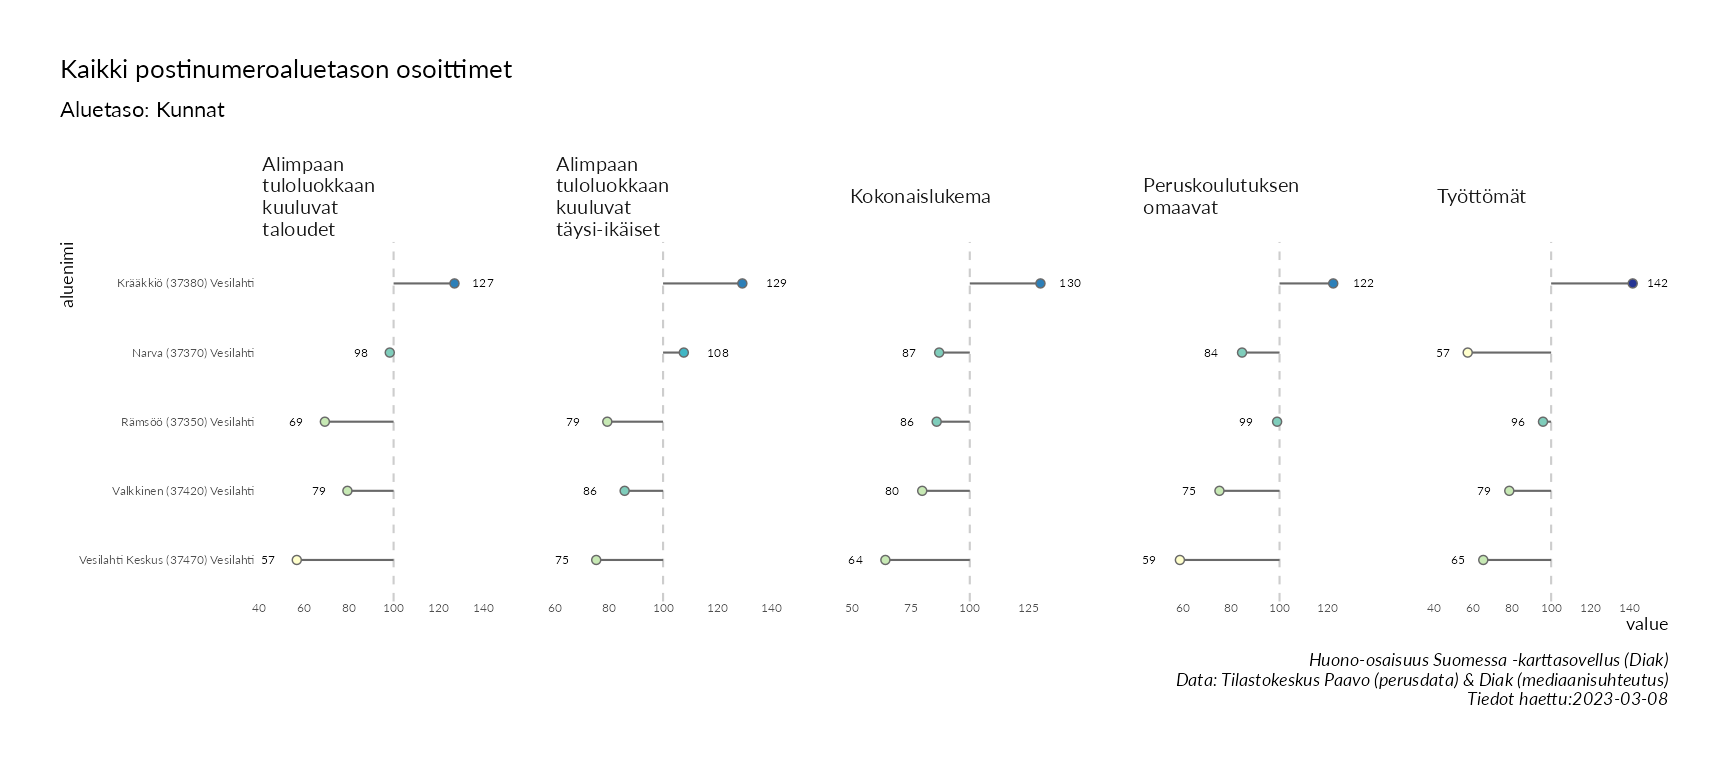 Kaikki postinumeroaluetason osoittimet
Aluetaso: Kunnat
Alimpaan
tuloluokkaan
kuuluvat
taloudet
Alimpaan
tuloluokkaan
kuuluvat
täysi-ikäiset
Kokonaislukema
Peruskoulutuksen
omaavat
Työttömät
aluenimi
Krääkkiö (37380) Vesilahti 127 129 130 122 142
Narva (37370) Vesilahti 98 108 87 84 57
Rämsöö (37350) Vesilahti 69 79 86 99 96
Valkkinen (37420) Vesilahti 79 86 80 75 79
Vesilahti Keskus (37470) Vesilahti 57 75 64 59 65
40 60 80 100 120 140 60 80 100 120 140 50 75 100 125 60 80 100 120 40 60 80 100 120 140
value
Huono-osaisuus Suomessa -karttasovellus (Diak)
Data: Tilastokeskus Paavo (perusdata) & Diak (mediaanisuhteutus)
Tiedot haettu:2023-03-08